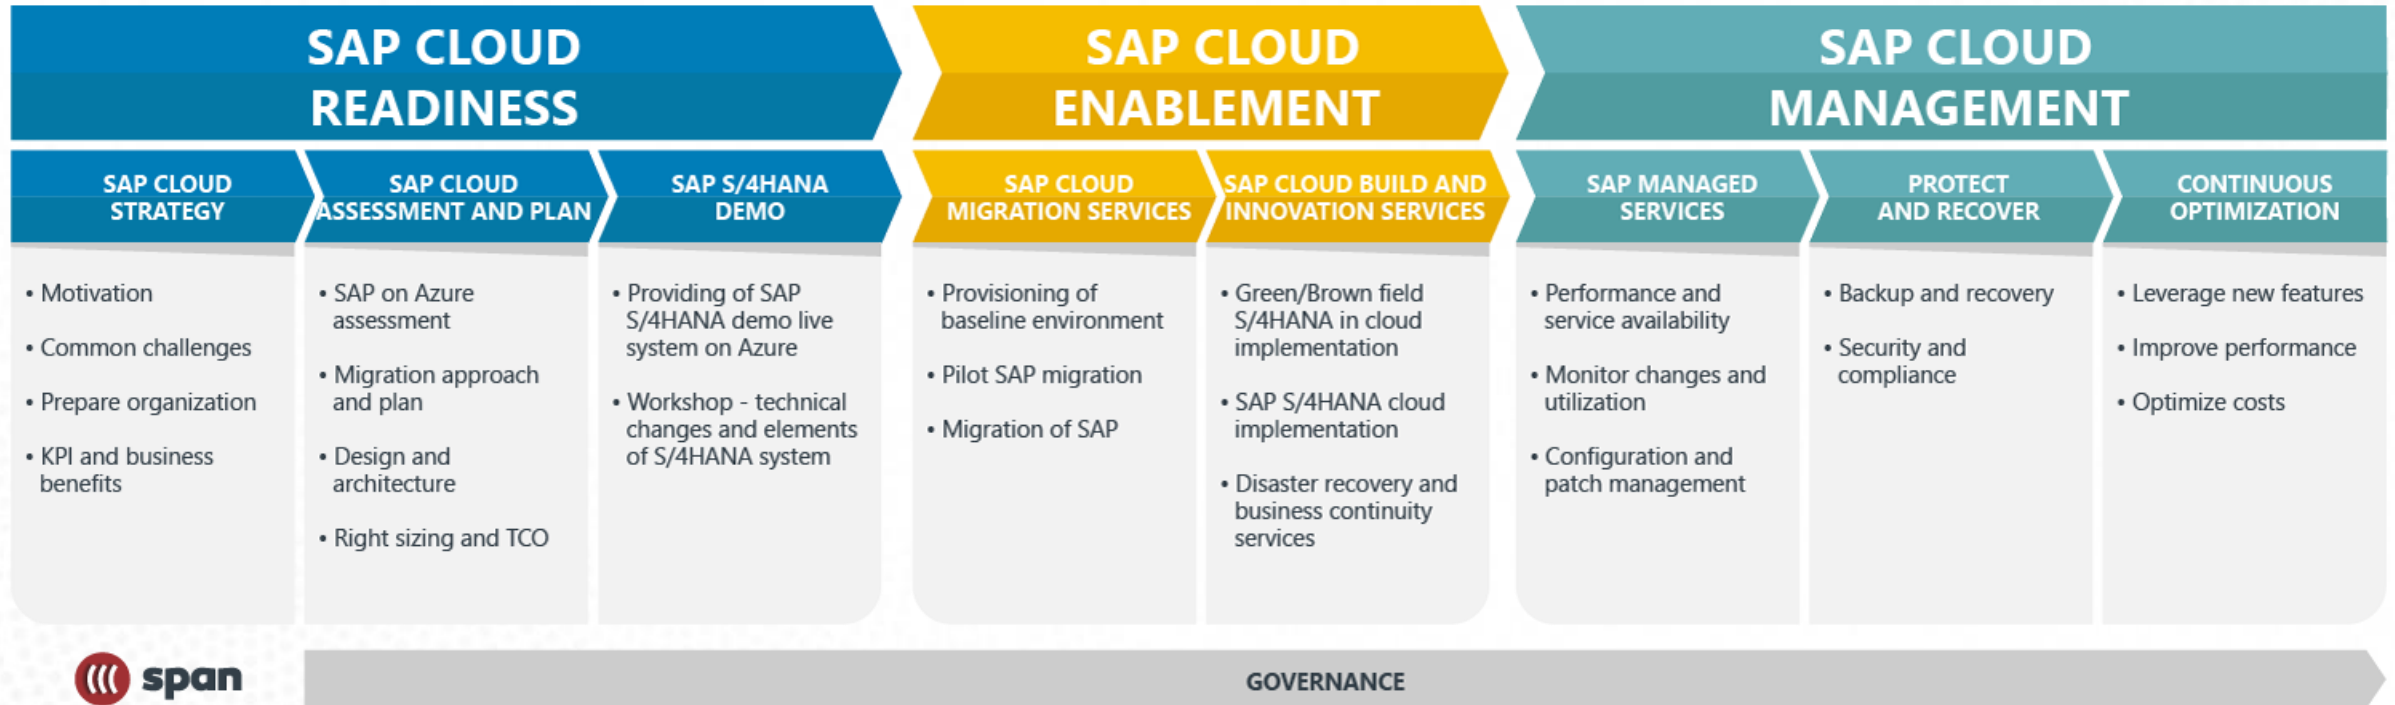 SAP CLOUD
READINESS
SAP CLOUD
ENABLEMENT
SAP CLOUD
MANAGEMENT
SAP CLOUD
STRATEGY
SAP CLOUD
ASSESSMENT AND PLAN
SAP S/4HANA
DEMO
SAP CLOUD
MIGRATION SERVICES
SAP CLOUD BUILD AND
INNOVATION SERVICES
SAP MANAGED
SERVICES
PROTECT
AND RECOVER
CONTINUOUS
OPTIMIZATION
• Motivation
• Common challenges
• Prepare organization
• KPI and business
benefits
• SAP on Azure
assessment
• Migration approach
and plan
• Design and
architecture
• Right sizing and TCO
• Providing of SAP
S/4HANA demo live
system on Azure
• Workshop - technical
changes and elements
of S/4HANA system
• Provisioning of
baseline environment
• Pilot SAP migration
• Migration of SAP
• Green/Brown field
S/4HANA in cloud
implementation
• SAP S/4HANA cloud
implementation
• Disaster recovery and
business continuity
services
• Performance and
service availability
• Monitor changes and
utilization
• Configuration and
patch management
• Backup and recovery
• Security and
compliance
• Leverage new features
• Improve performance
• Optimize costs
span
GOVERNANCE